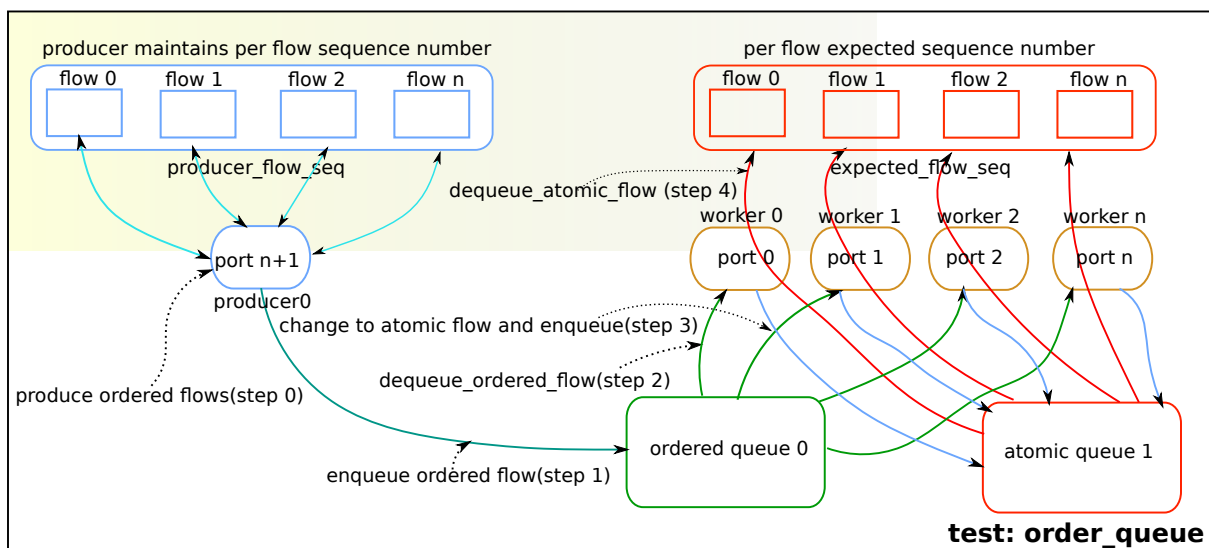 producer maintains per flow sequence number
flow 0 flow 1 flow 2 flow n
producer_flow_seq
per flow expected sequence number
flow 0 flow 1 flow 2 flow n
expected_flow_seq
dequeue_atomic_flow (step 4)
worker 0 worker 1 worker 2 worker n
port n+1
port 0 port 1 port 2 port n
producer0
change to atomic flow and enqueue(step 3)
dequeue_ordered_flow(step 2)
produce ordered flows(step 0)
ordered queue 0
atomic queue 1
enqueue ordered flow(step 1)
test: order_queue